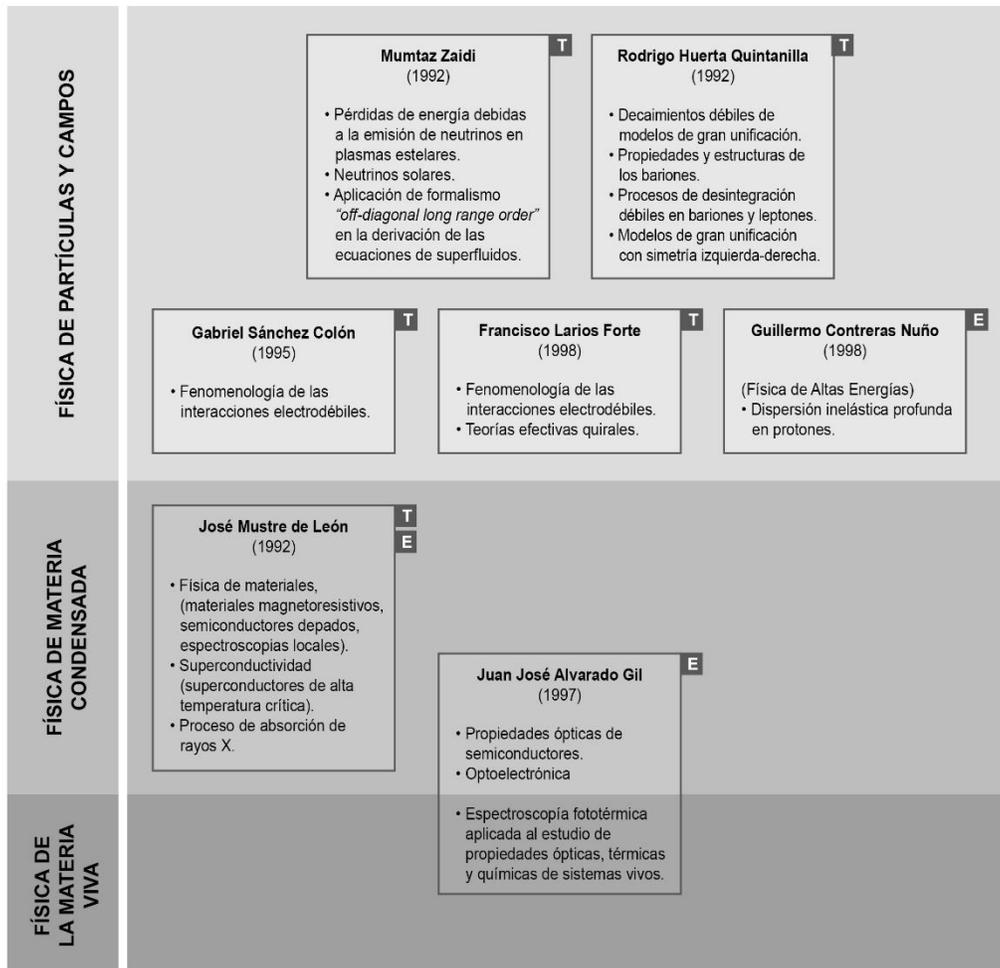 FÍSICA DE PARTÍCULAS Y CAMPOS
T
Mumtaz Zaidi
(1992)
• Pérdidas de energía debidas
a la emisión de neutrinos en
plasmas estelares.
• Neutrinos solares.
• Aplicación de formalismo
“off-diagonal long range order”
en la derivación de las
ecuaciones de superfluidos.
T
Rodrigo Huerta Quintanilla
(1992)
• Decaimientos débiles de
modelos de gran unificación.
• Propiedades y estructuras de
los bariones.
• Procesos de desintegración
débiles en bariones y leptones.
• Modelos de gran unificación
con simetría izquierda-derecha.
T
Gabriel Sánchez Colón
(1995)
• Fenomenología de las
interacciones electrodébiles.
T
Francisco Larios Forte
(1998)
• Fenomenología de las
interacciones electrodébiles.
• Teorías efectivas quirales.
E
Guillermo Contreras Nuño
(1998)
(Física de Altas Energías)
• Dispersión inelástica profunda
en protones.
FÍSICA DE MATERIA
CONDENSADA
T
E
José Mustre de León
(1992)
• Física de materiales,
(materiales magnetoresistivos,
semiconductores depados,
espectroscopias locales).
• Superconductividad
(superconductores de alta
temperatura crítica).
• Proceso de absorción de
rayos X.
E
Juan José Alvarado Gil
(1997)
• Propiedades ópticas de
semiconductores.
• Optoelectrónica
• Espectroscopía fototérmica
aplicada al estudio de
propiedades ópticas, térmicas
y químicas de sistemas vivos.
FÍSICA DE
LA MATERIA
VIVA